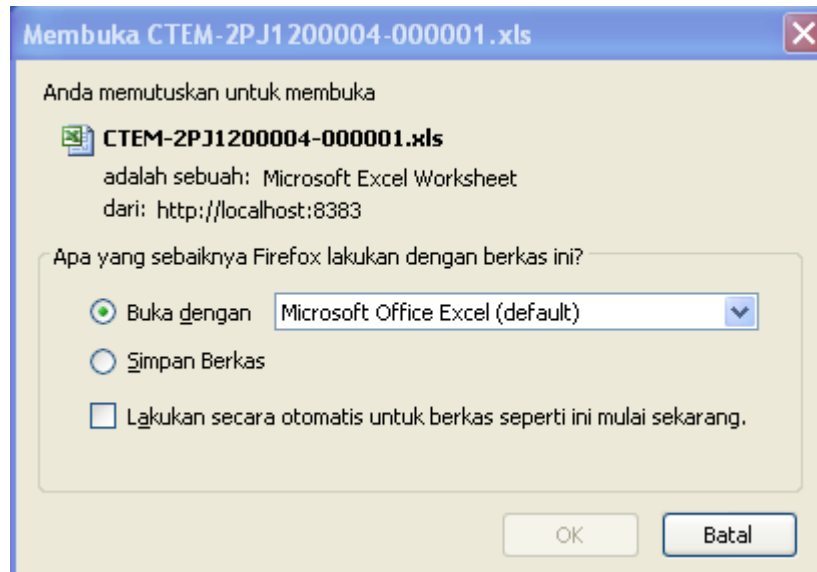 Membuka CTEM-2PJ1200004-000001.xls
Anda memutuskan untuk membuka
CTEM-2PJ1200004-000001.xls
adalah sebuah: Microsoft Excel Worksheet
dari: http://localhost:8383
Apa yang sebaiknya Firefox lakukan dengan berkas ini?
Buka dengan Microsoft Office Excel (default)
Simpan Berkas
Lakukan secara otomatis untuk berkas seperti ini mulai sekarang.
OK Batal